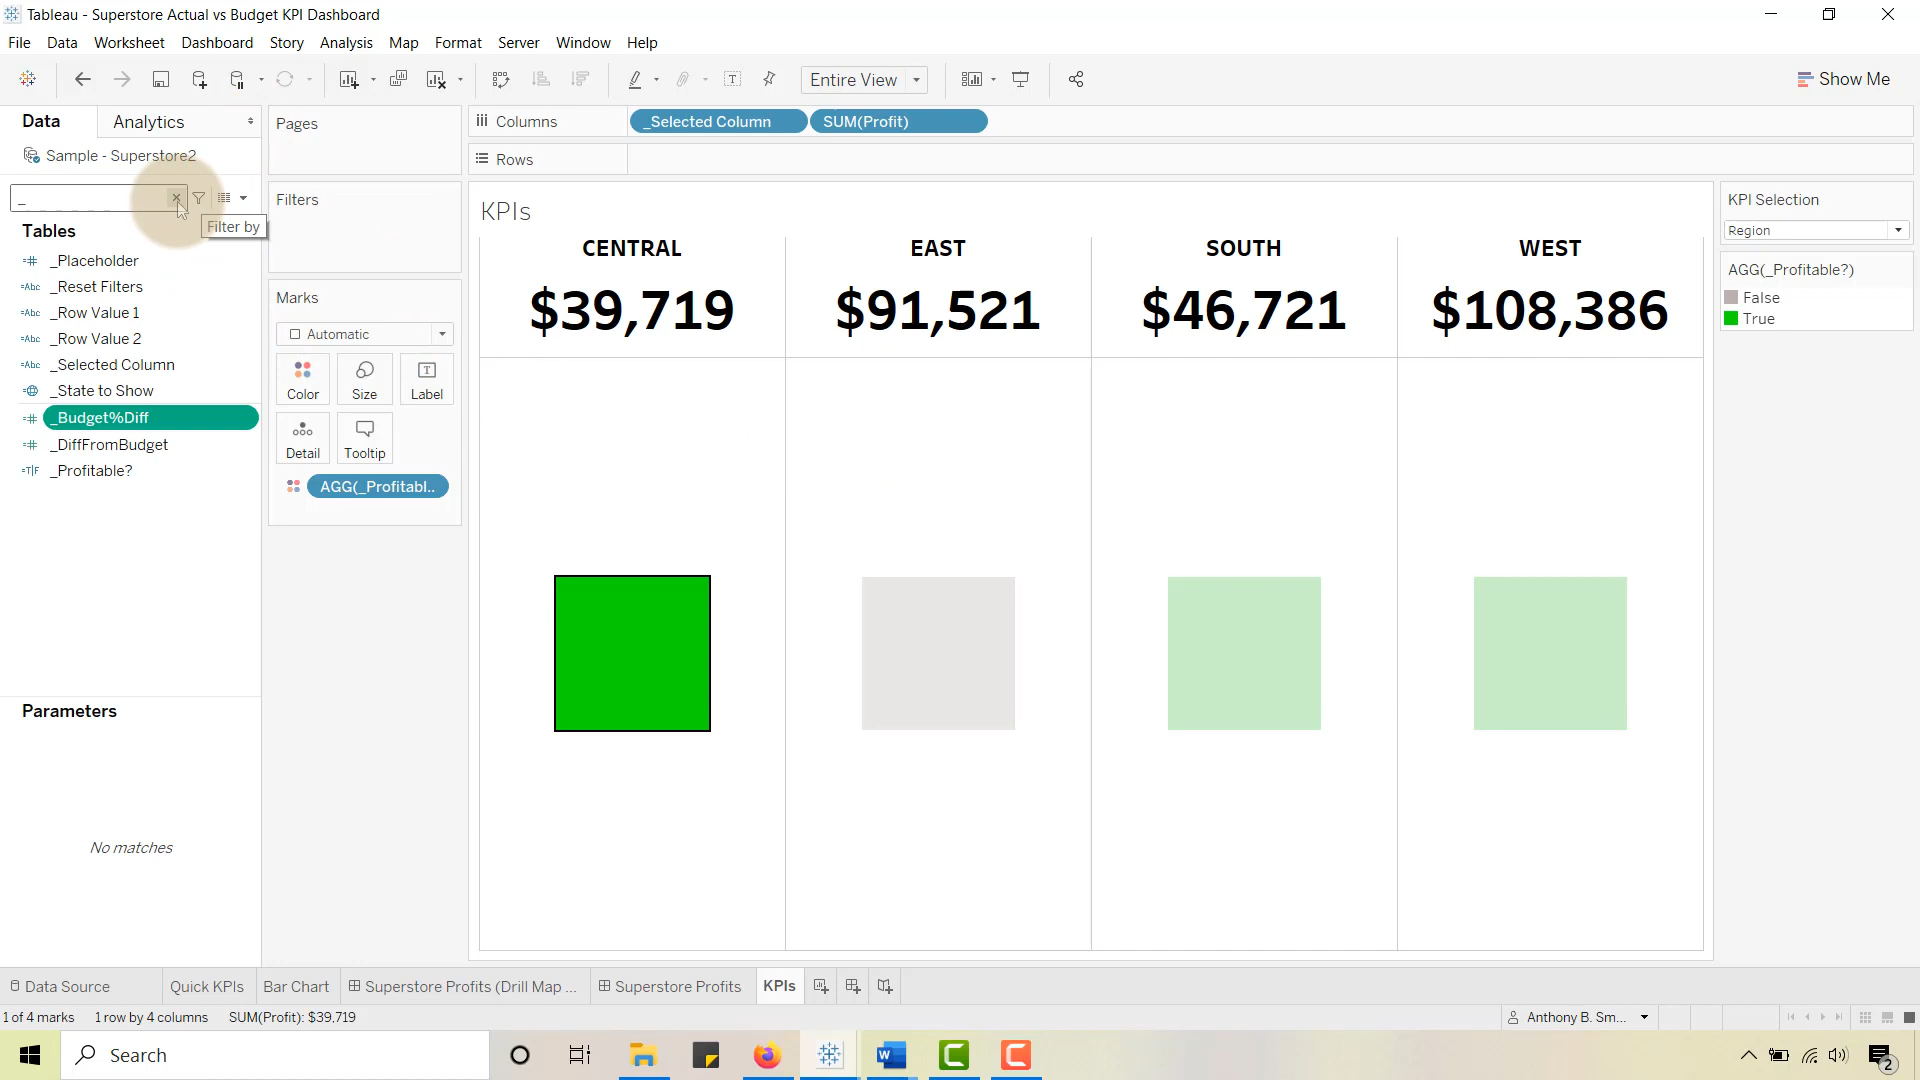 Tableau - Superstore Actual vs Budget KPI Dashboard
File Data Worksheet Dashboard Story Analysis Map Format Server Window Help
Entire View
Show Me
Data
Analytics
Sample - Superstore2
_
Filter by
Tables
_Placeholder
_Reset Filters
_Row Value 1
_Row Value 2
_Selected Column
_State to Show
_Budget%Diff
_DiffFromBudget
_Profitable?
Parameters
No matches
Pages
Filters
Marks
Automatic
Color
Size
Label
Detail
Tooltip
AGG(_Profitabl..
Columns
_Selected Column
SUM(Profit)
Rows
KPIs
CENTRAL EAST SOUTH WEST
$39,719 $91,521 $46,721 $108,386
KPI Selection
Region
AGG(_Profitable?)
False
True
Data Source
Quick KPIs
Bar Chart
Superstore Profits (Drill Map ...
Superstore Profits
KPIs
1 of 4 marks
1 row by 4 columns
SUM(Profit): $39,719
Anthony B. Sm...
Search
2